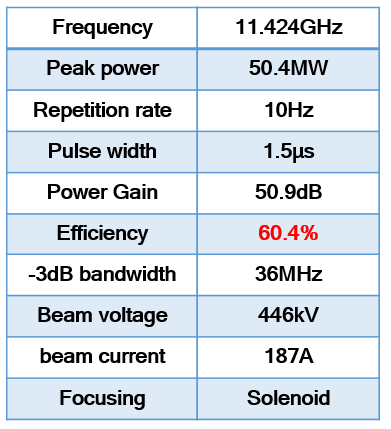 Frequency 11.424GHz
Peak power 50.4MW
Repetition rate 10Hz
Pulse width 1.5μs
Power Gain 50.9dB
Efficiency 60.4%
-3dB bandwidth 36MHz
Beam voltage 446kV
beam current 187A
Focusing Solenoid